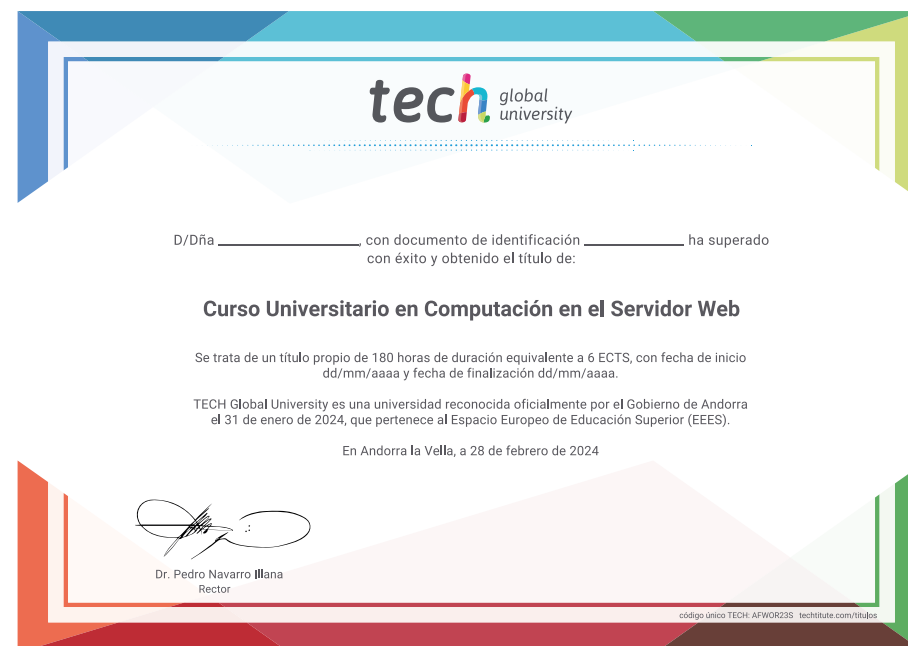 tech global university
D/Dña ____________________, con documento de identificación ______________ ha superado
con éxito y obtenido el título de:
Curso Universitario en Computación en el Servidor Web
Se trata de un título propio de 180 horas de duración equivalente a 6 ECTS, con fecha de inicio
dd/mm/aaaa y fecha de finalización dd/mm/aaaa.
TECH Global University es una universidad reconocida oficialmente por el Gobierno de Andorra
el 31 de enero de 2024, que pertenece al Espacio Europeo de Educación Superior (EEES).
En Andorra la Vella, a 28 de febrero de 2024
Dr. Pedro Navarro Illana
Rector
código único TECH: AFWOR23S techtitute.com/titulos